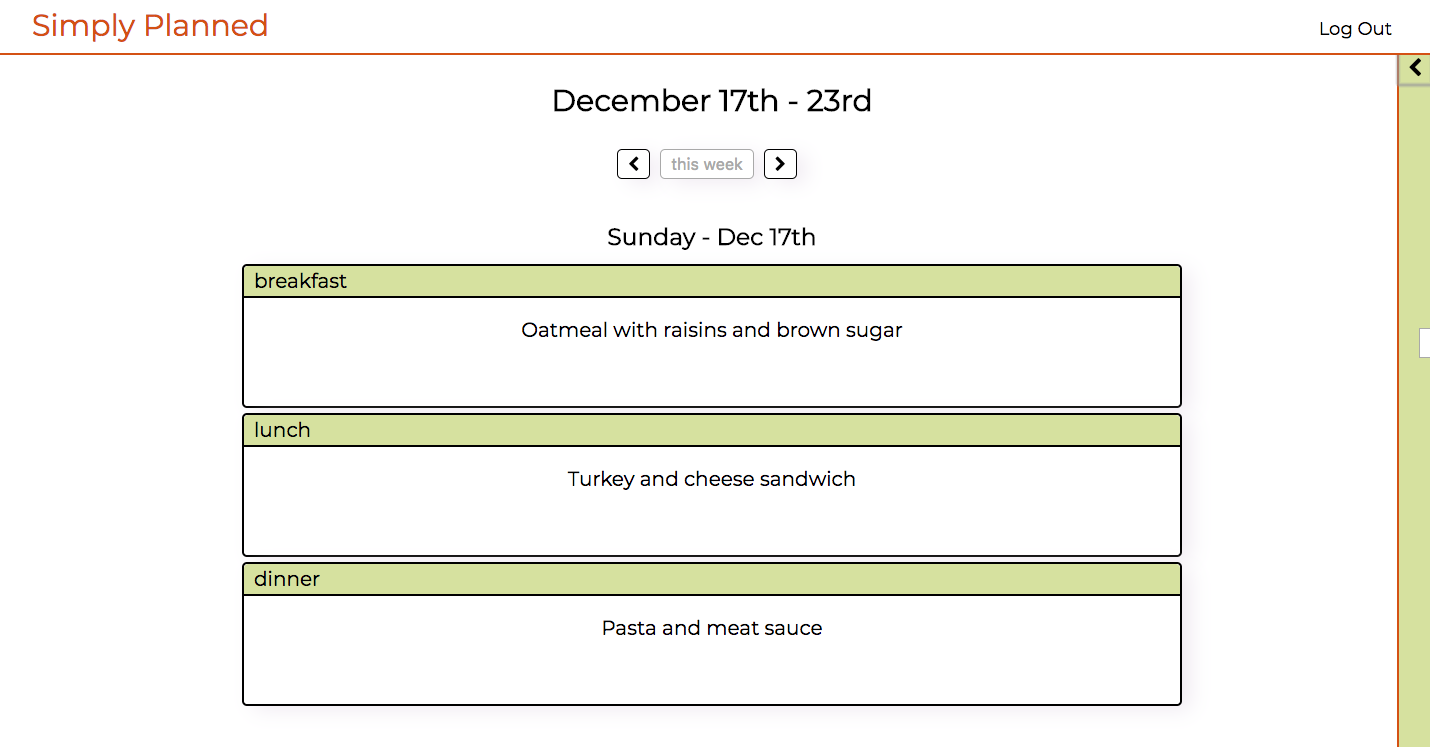 Simply Planned
Log Out
December 17th - 23rd
this week
Sunday - Dec 17th
breakfast
Oatmeal with raisins and brown sugar
lunch
Turkey and cheese sandwich
dinner
Pasta and meat sauce